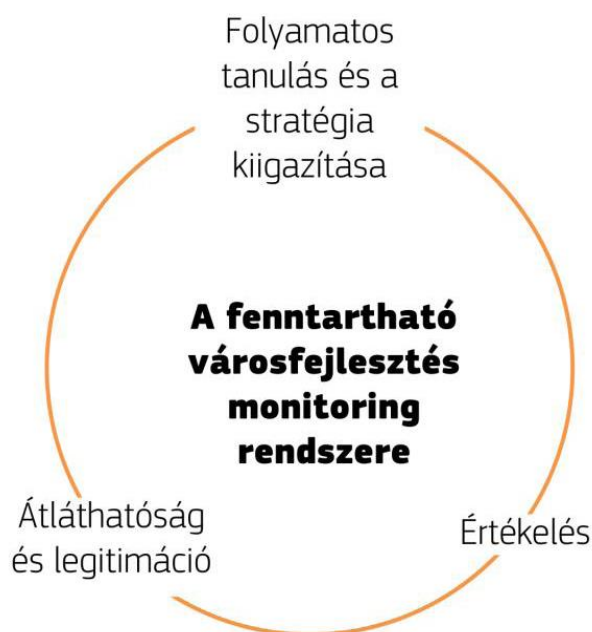 Folyamatos
tanulás és a
stratégia
kiigazítása
A fenntartható
városfejlesztés
monitoring
rendszere
Átláthatóság
és legitimáció
Értékelés